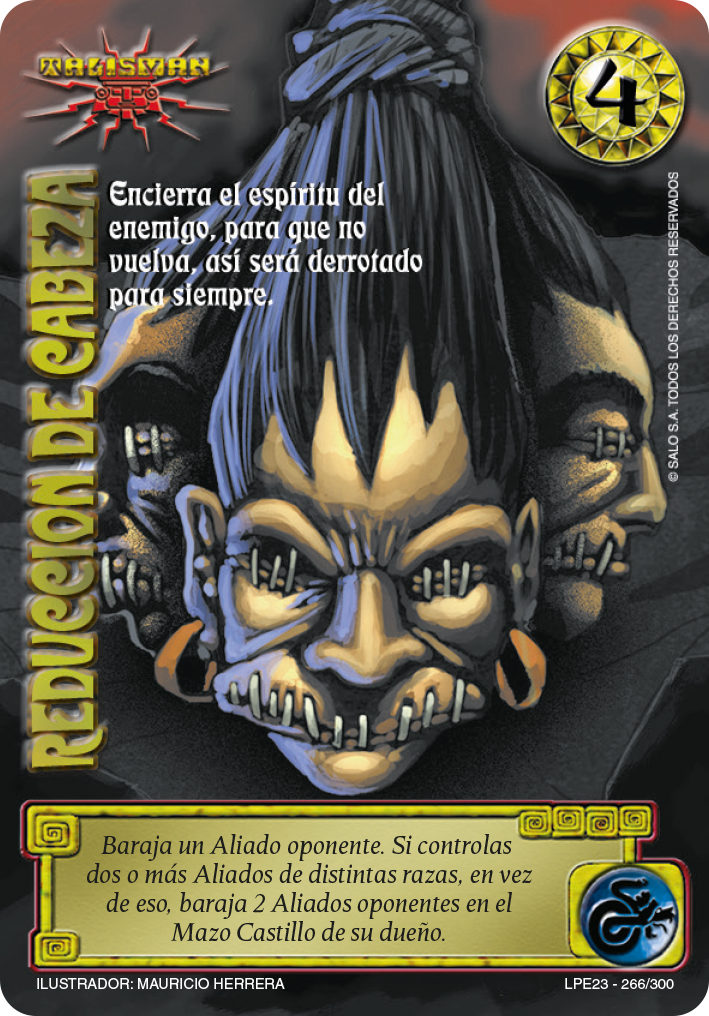 TALISMAN
4
REDUCCION DE CABEZA
Encierra el espíritu del
enemigo, para que no
vuelva, así será derrotado
para siempre.
© SALO S.A. TODOS LOS DERECHOS RESERVADOS
Baraja un Aliado oponente. Si controlas
dos o más Aliados de distintas razas, en vez
de eso, baraja 2 Aliados oponentes en el
Mazo Castillo de su dueño.
ILUSTRADOR: MAURICIO HERRERA
LPE23 - 266/300